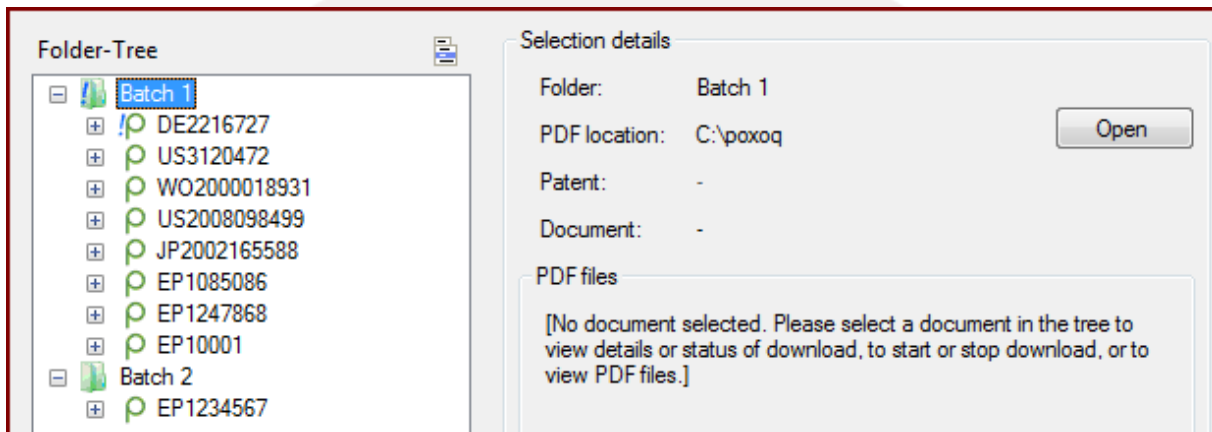 Folder-Tree
Batch 1
DE2216727
US3120472
WO2000018931
US2008098499
JP2002165588
EP1085086
EP1247868
EP10001
Batch 2
EP1234567
Selection details
Folder: Batch 1
PDF location: C:\poxoq
Open
Patent: -
Document: -
PDF files
[No document selected. Please select a document in the tree to
view details or status of download, to start or stop download, or to
view PDF files.]